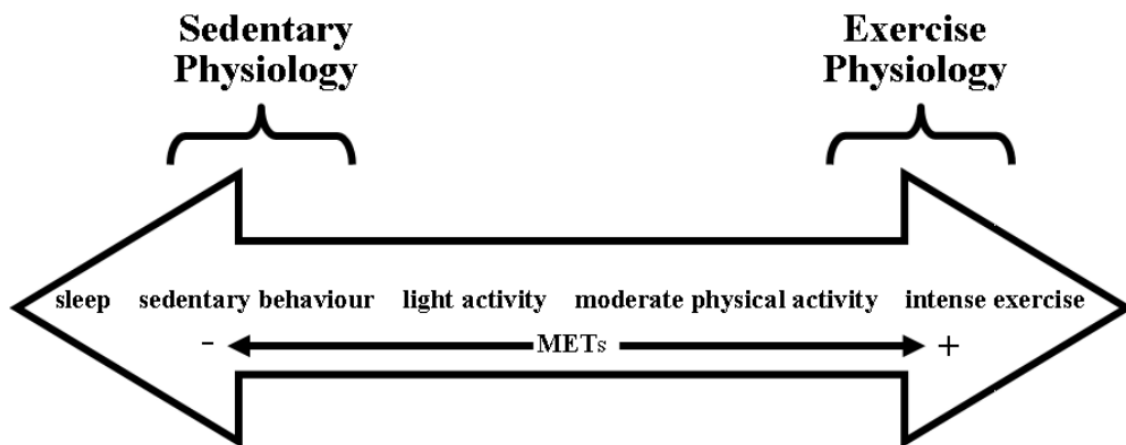 Sedentary
Physiology
Exercise
Physiology
sleep sedentary behaviour light activity moderate physical activity intense exercise
- METs +